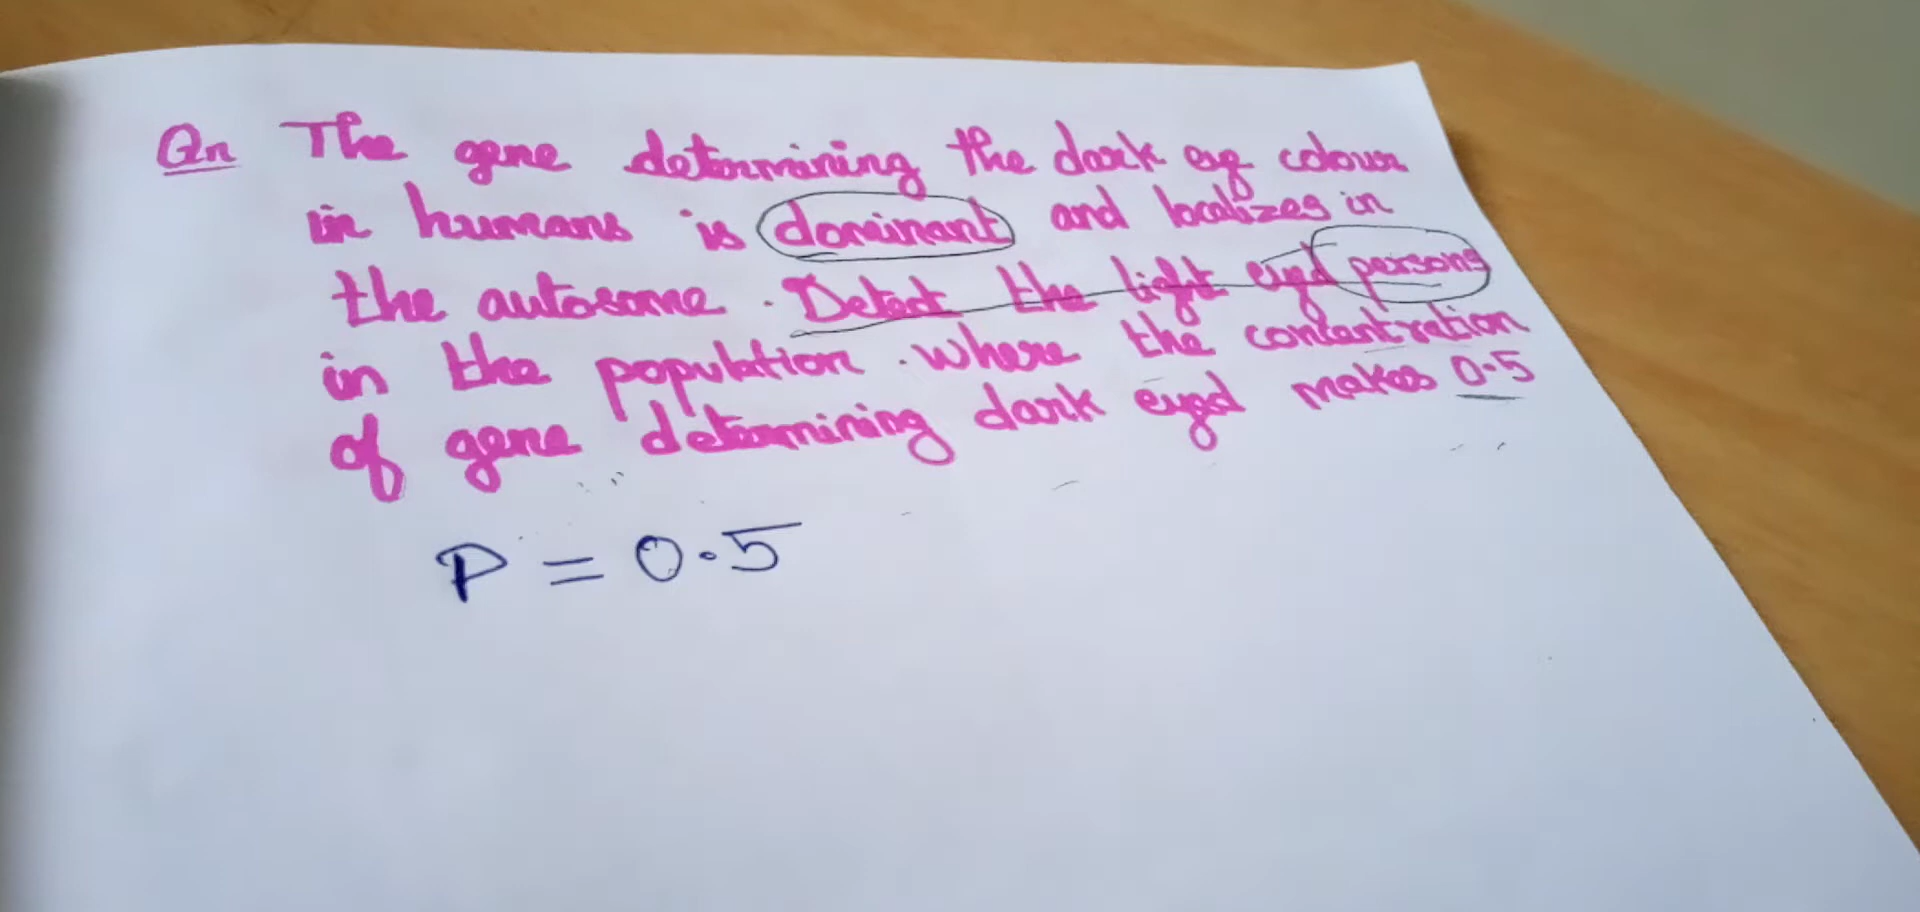 Qn The gene determining the dark eye colour
in humans is dominant and localizes in
the autosome. Detect the light eyed persons
in the population. where the concentration
of gene determining dark eyed makes 0.5
P = 0.5